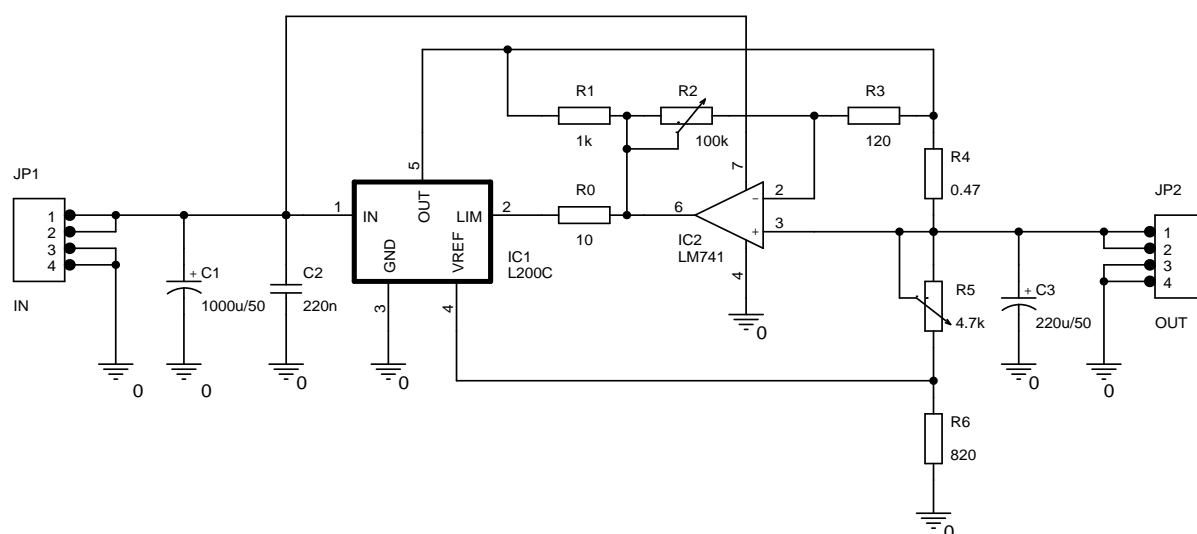 JP1
1
2
3
4
IN
+ C1
1000u/50
0
0
C2
220n
0
1
IN
5
OUT
LIM
2
GND
VREF
3
4
IC1
L200C
0
R1
1k
R2
100k
R3
120
R0
10
6
7
2
−
+
3
4
IC2
LM741
0
R4
0.47
R5
4.7k
R6
820
0
+ C3
220u/50
0
JP2
1
2
3
4
OUT
0